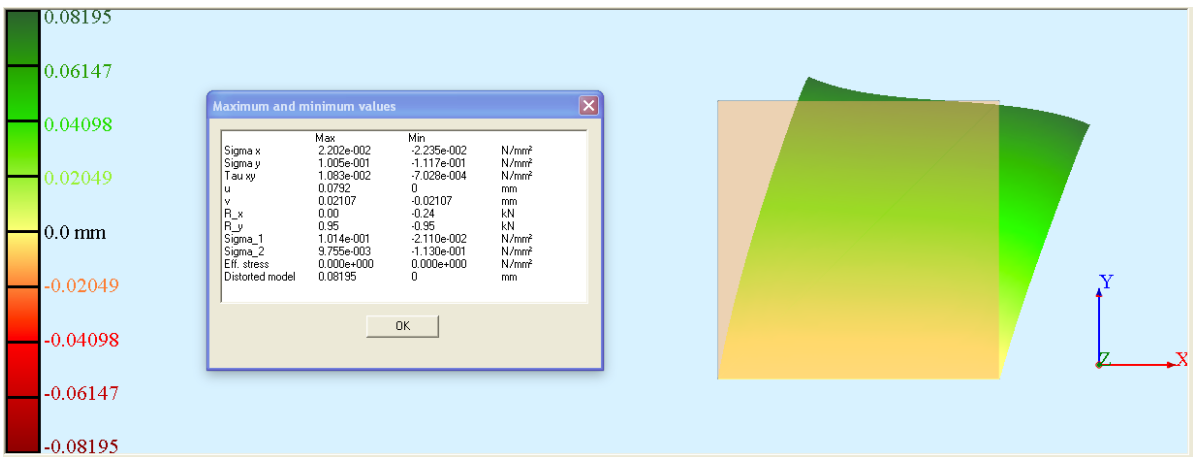 0.08195
0.06147
0.04098
0.02049
0.0 mm
-0.02049
-0.04098
-0.06147
-0.08195
Maximum and minimum values
Max Min
Sigma x 2.202e-002 -2.235e-002 N/mm²
Sigma y 1.005e-001 -1.117e-001 N/mm²
Tau xy 1.083e-002 -7.028e-004 N/mm²
u 0.0792 0 mm
v 0.02107 -0.02107 mm
R_x 0.00 -0.24 kN
R_y 0.95 -0.95 kN
Sigma_1 1.014e-001 -2.110e-002 N/mm²
Sigma_2 9.755e-003 -1.130e-001 N/mm²
Eff. stress 0.000e+000 0.000e+000 N/mm²
Distorted model 0.08195 0 mm
OK
Y
Z X